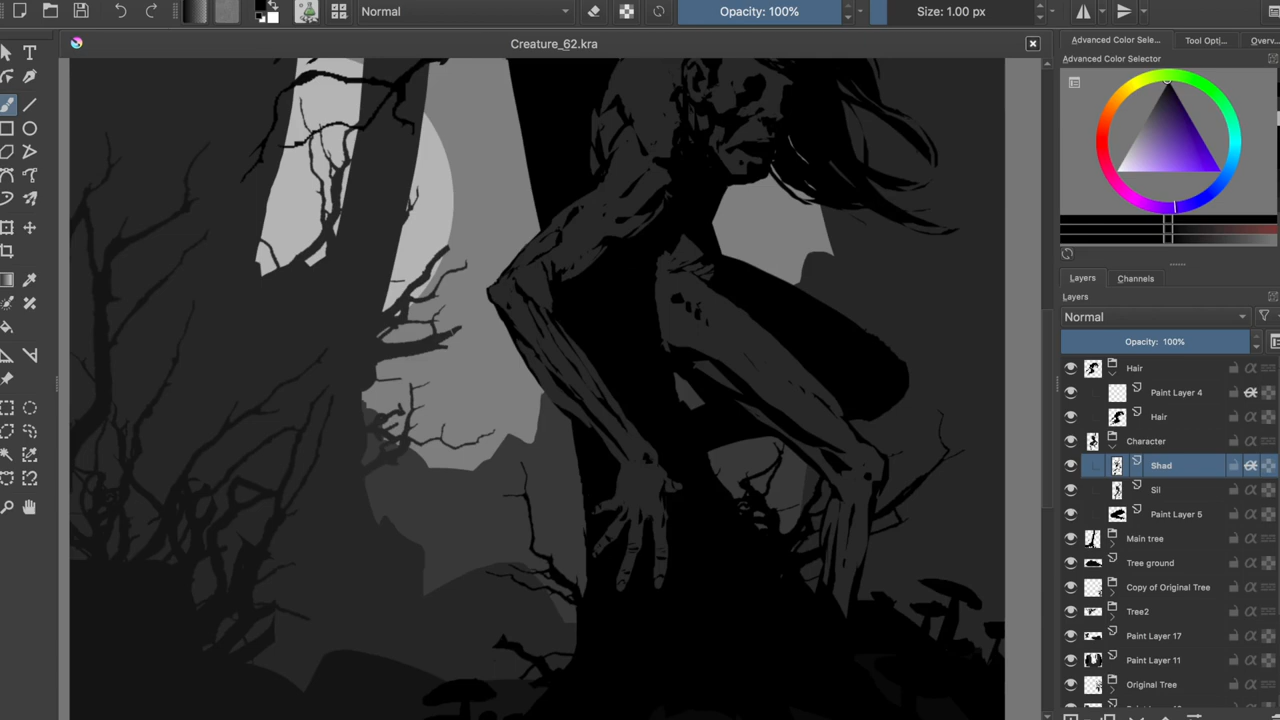 Normal
Opacity: 100%
Size: 1.00 px
Creature_62.kra
Advanced Color Sele...
Tool Opti...
Overv...
Advanced Color Selector
Layers
Channels
Layers
Normal
Opacity: 100%
Hair
Paint Layer 4
Hair
Character
Shad
Sil
Paint Layer 5
Main tree
Tree ground
Copy of Original Tree
Tree2
Paint Layer 17
Paint Layer 11
Original Tree